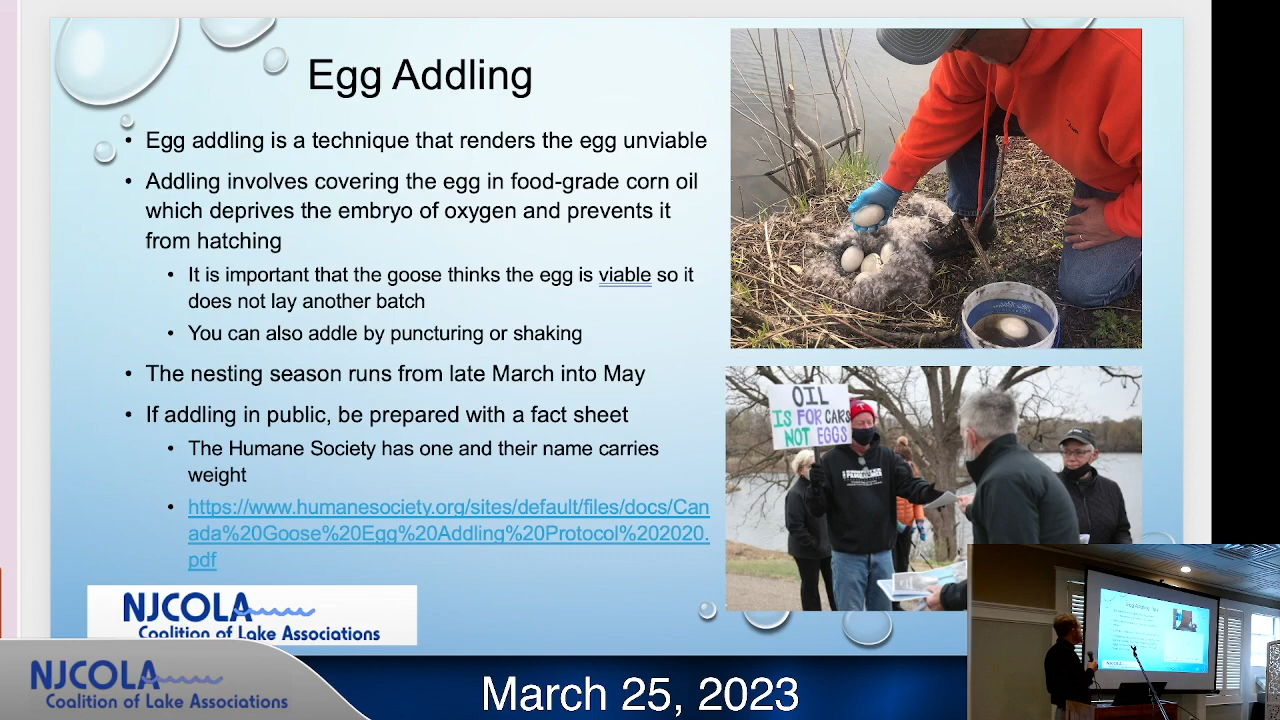 Egg Addling
• Egg addling is a technique that renders the egg unviable
• Addling involves covering the egg in food-grade corn oil
which deprives the embryo of oxygen and prevents it
from hatching
• It is important that the goose thinks the egg is viable so it
does not lay another batch
• You can also addle by puncturing or shaking
• The nesting season runs from late March into May
• If addling in public, be prepared with a fact sheet
• The Humane Society has one and their name carries
weight
• https://www.humanesociety.org/sites/default/files/docs/Can
ada%20Goose%20Egg%20Addling%20Protocol%202020.
pdf
OIL
IS FOR CARS
NOT EGGS
NJCOLA
Coalition of Lake Associations
NJCOLA
Coalition of Lake Associations
March 25, 2023